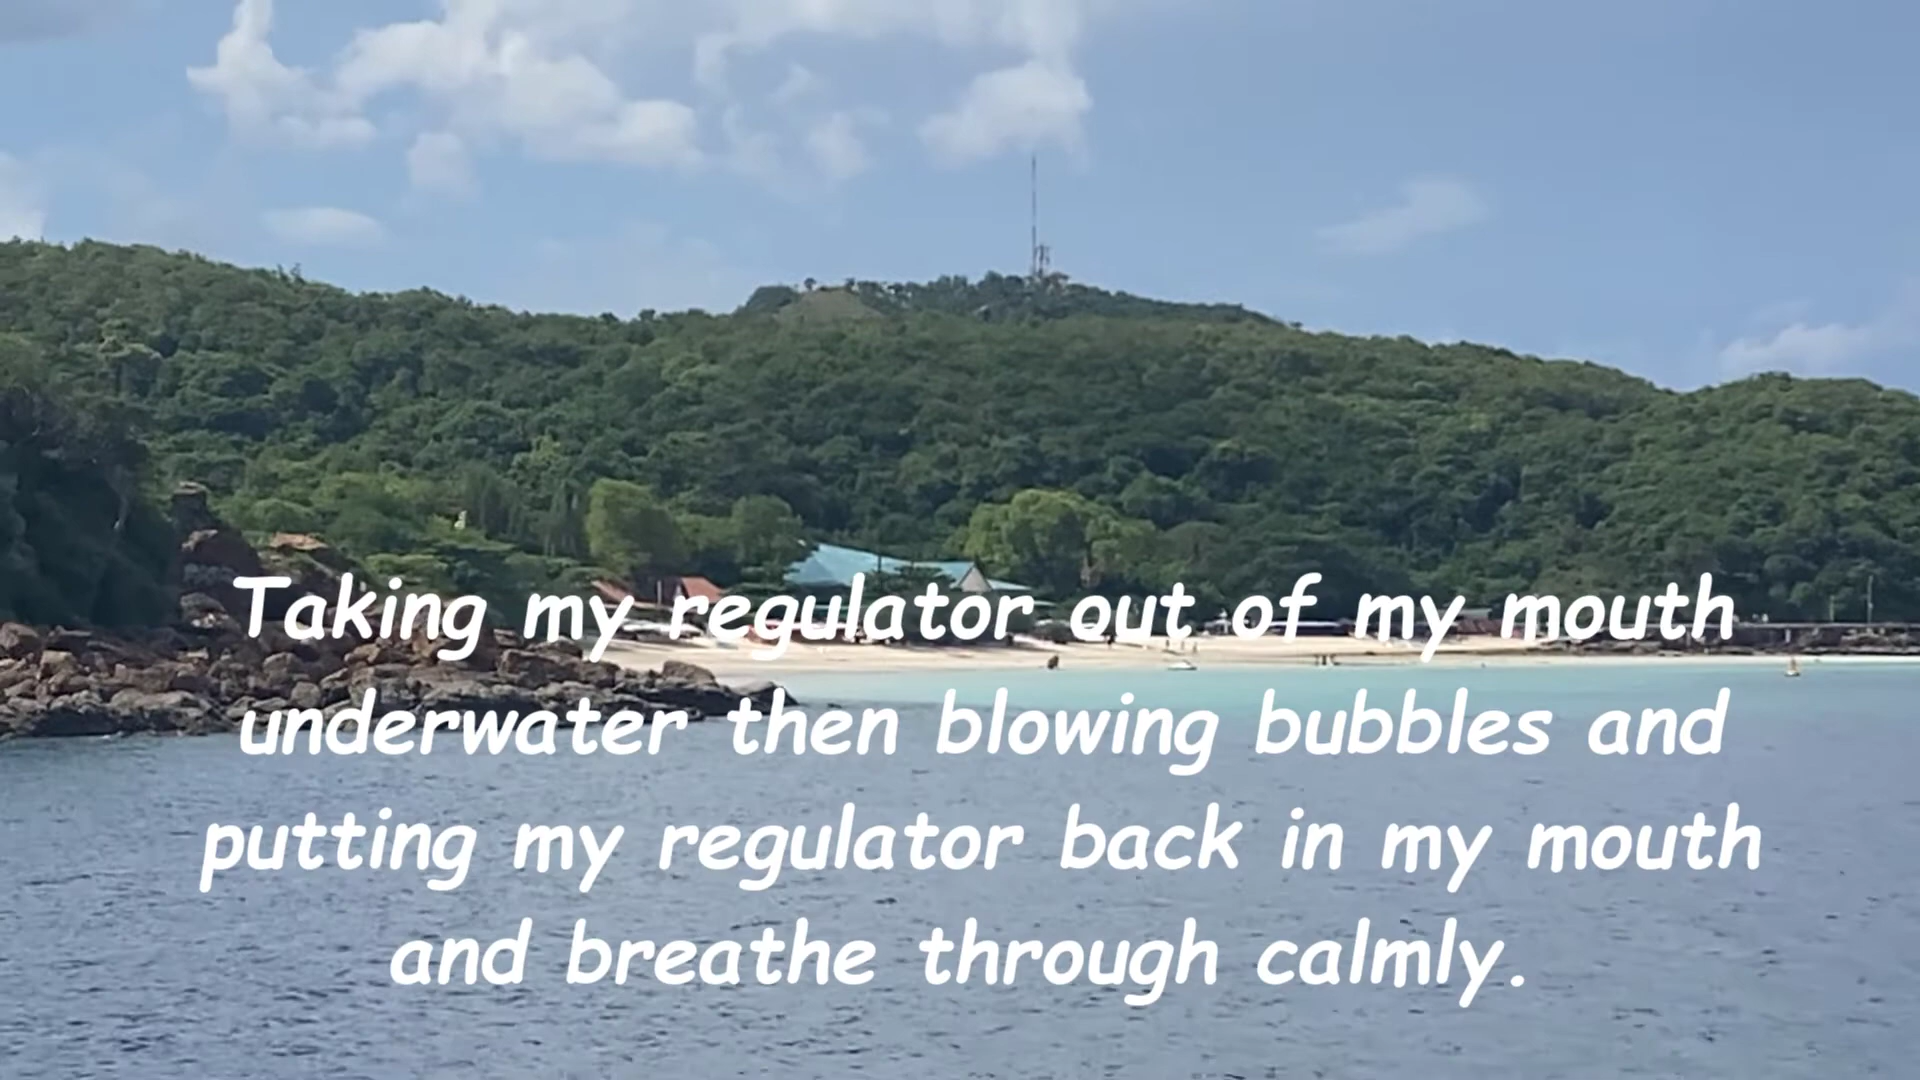 Taking my regulator out of my mouth
underwater then blowing bubbles and
putting my regulator back in my mouth
and breathe through calmly.